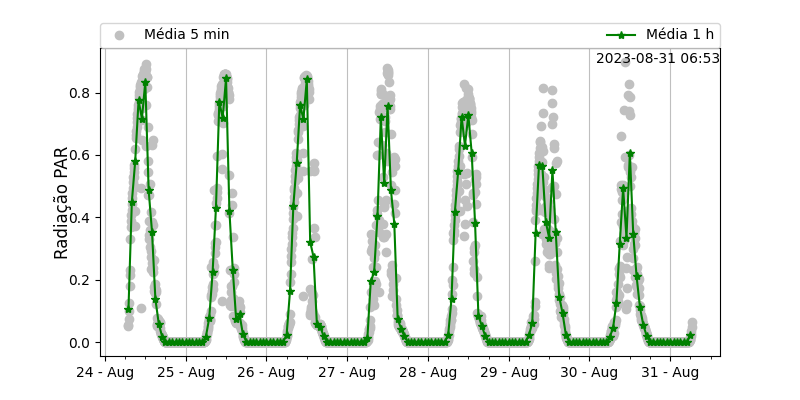 Média 5 min
Média 1 h
2023-08-31 06:53
Radiação PAR
0.8
0.6
0.4
0.2
0.0
24 - Aug
25 - Aug
26 - Aug
27 - Aug
28 - Aug
29 - Aug
30 - Aug
31 - Aug